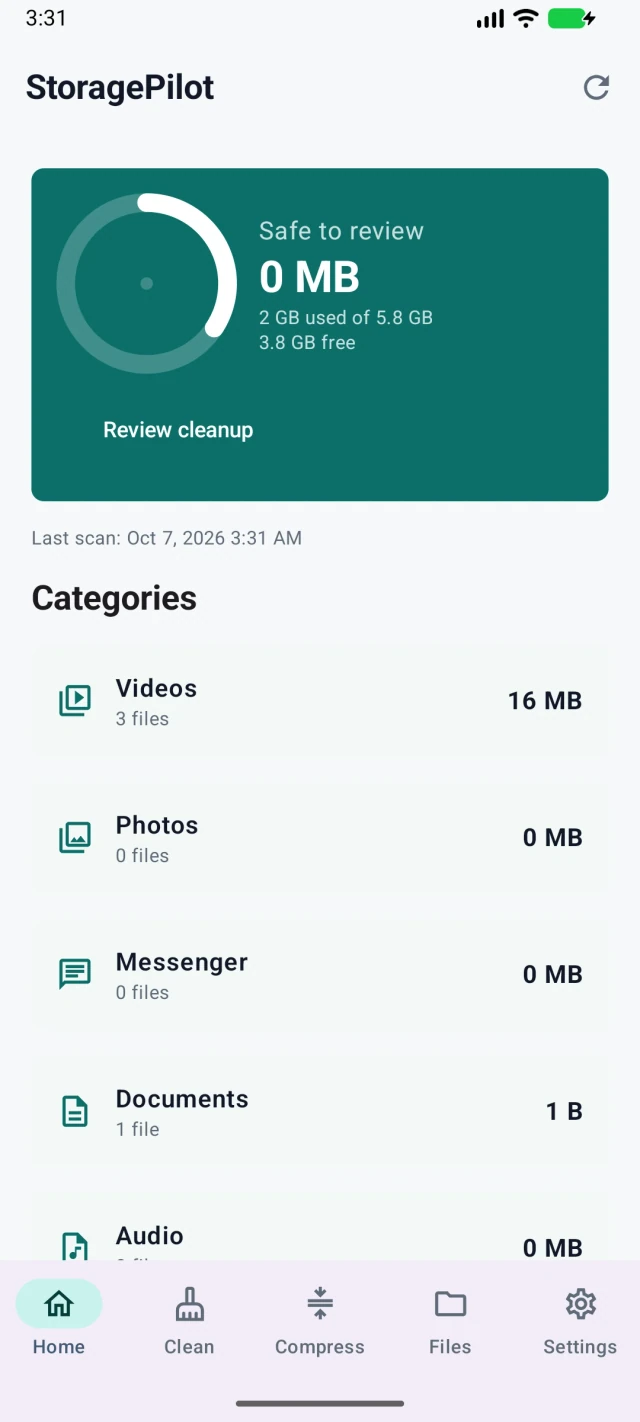 3:31
StoragePilot
Safe to review
0 MB
2 GB used of 5.8 GB
3.8 GB free
Review cleanup
Last scan: Oct 7, 2026 3:31 AM
Categories
Videos
3 files
16 MB
Photos
0 files
0 MB
Messenger
0 files
0 MB
Documents
1 file
1 B
Audio
0 MB
Home
Clean
Compress
Files
Settings